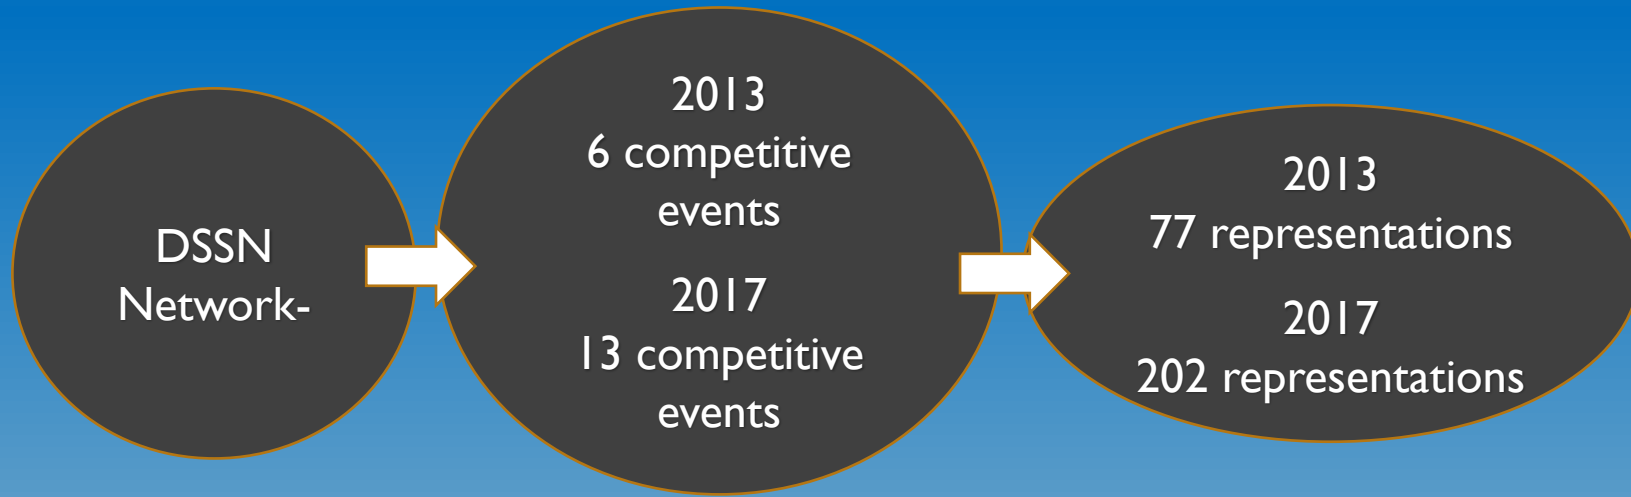 DSSN
Network-
2013
6 competitive
events
2017
13 competitive
events
2013
77 representations
2017
202 representations